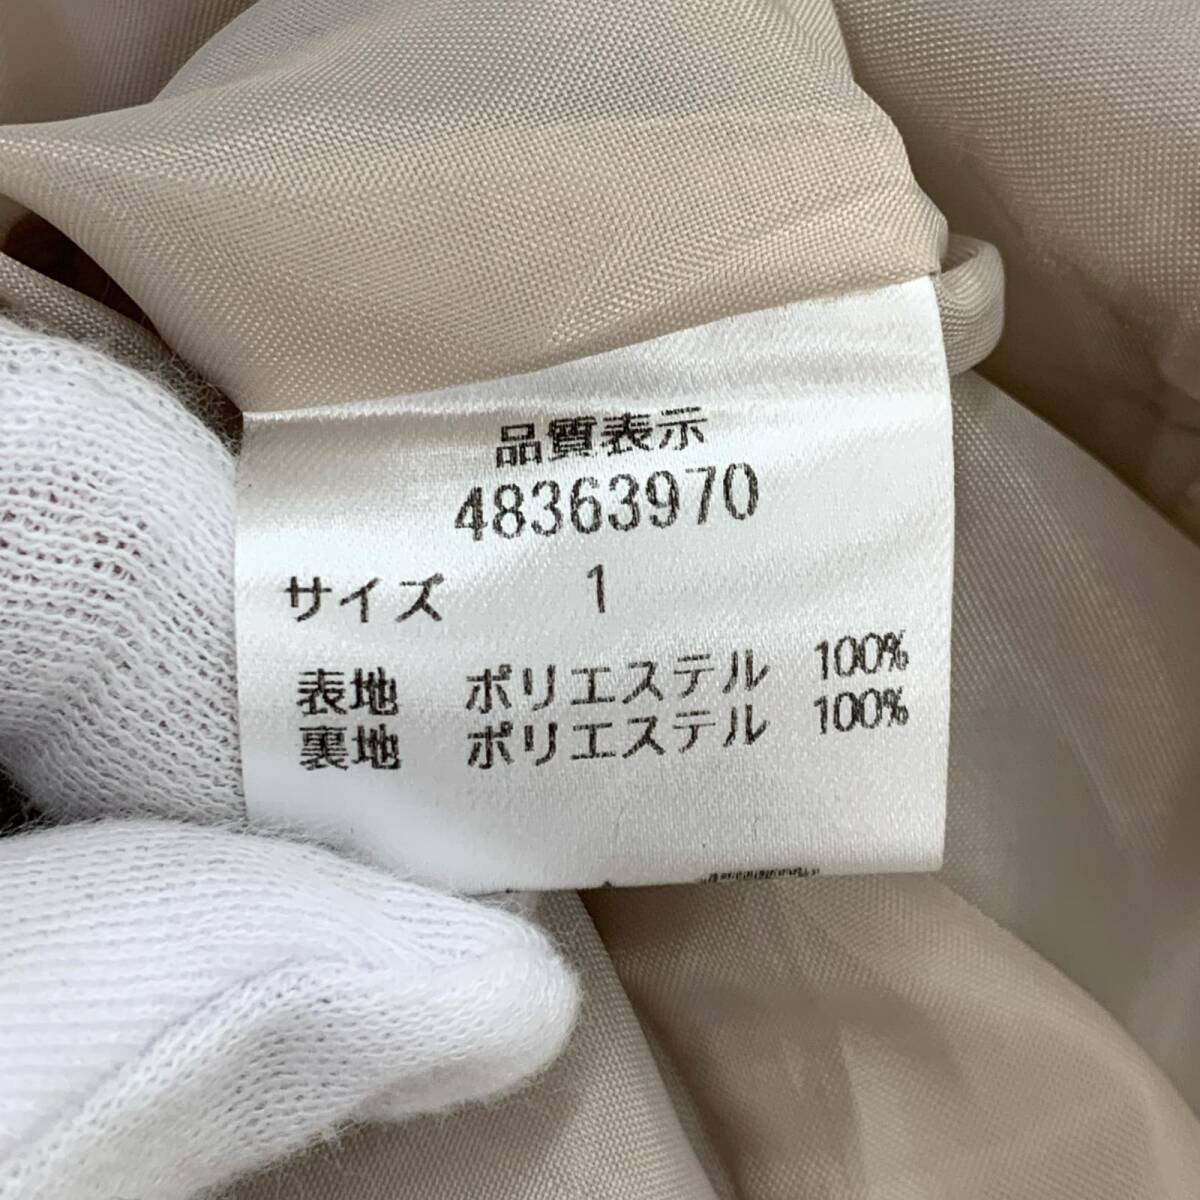 品質表示
48363970
サイズ 1
表地 ポリエステル 100%
裏地 ポリエステル 100%